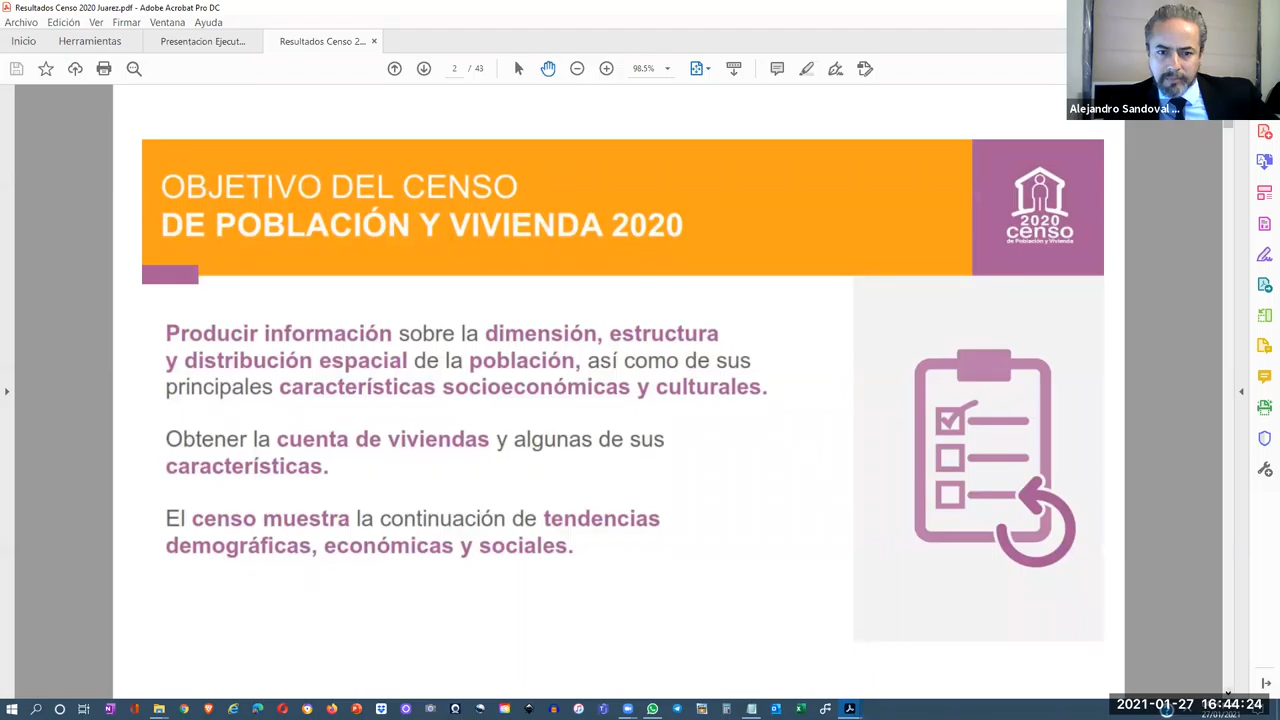 Resultados Censo 2020 Juarez.pdf - Adobe Acrobat Pro DC
Archivo Edición Ver Firmar Ventana Ayuda
Inicio Herramientas Presentacion Ejecut... Resultados Censo 2... ×
2 / 43 98.5%
Alejandro Sandoval ...
OBJETIVO DEL CENSO
DE POBLACIÓN Y VIVIENDA 2020
2020
censo
de Población y Vivienda
Producir información sobre la dimensión, estructura
y distribución espacial de la población, así como de sus
principales características socioeconómicas y culturales.
Obtener la cuenta de viviendas y algunas de sus
características.
El censo muestra la continuación de tendencias
demográficas, económicas y sociales.
2021-01-27 16:44:24
27/01/2021